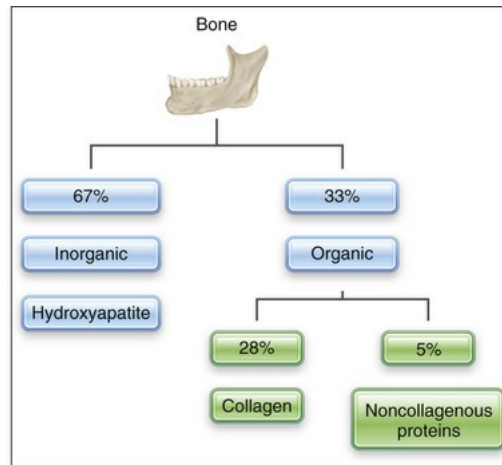 Bone
67%
33%
Inorganic
Organic
Hydroxyapatite
28%
5%
Collagen
Noncollagenous
proteins